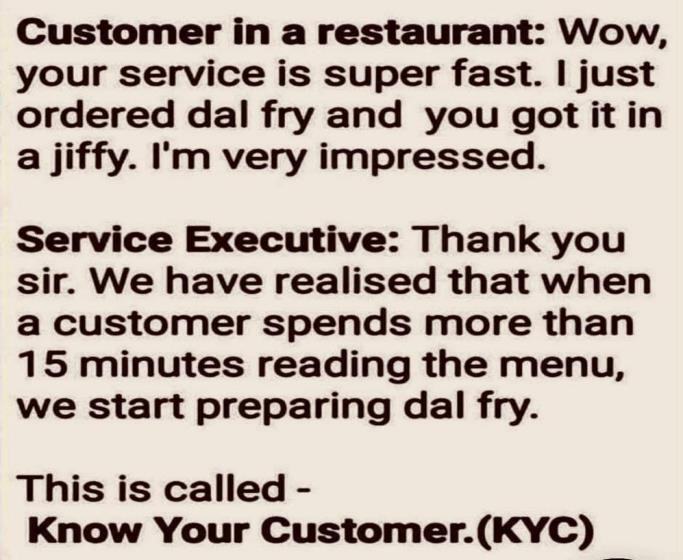 Customer in a restaurant: Wow,
your service is super fast. I just
ordered dal fry and  you got it in
a jiffy. I'm very impressed.
Service Executive: Thank you
sir. We have realised that when
a customer spends more than
15 minutes reading the menu,
we start preparing dal fry.
This is called -
Know Your Customer.(KYC)